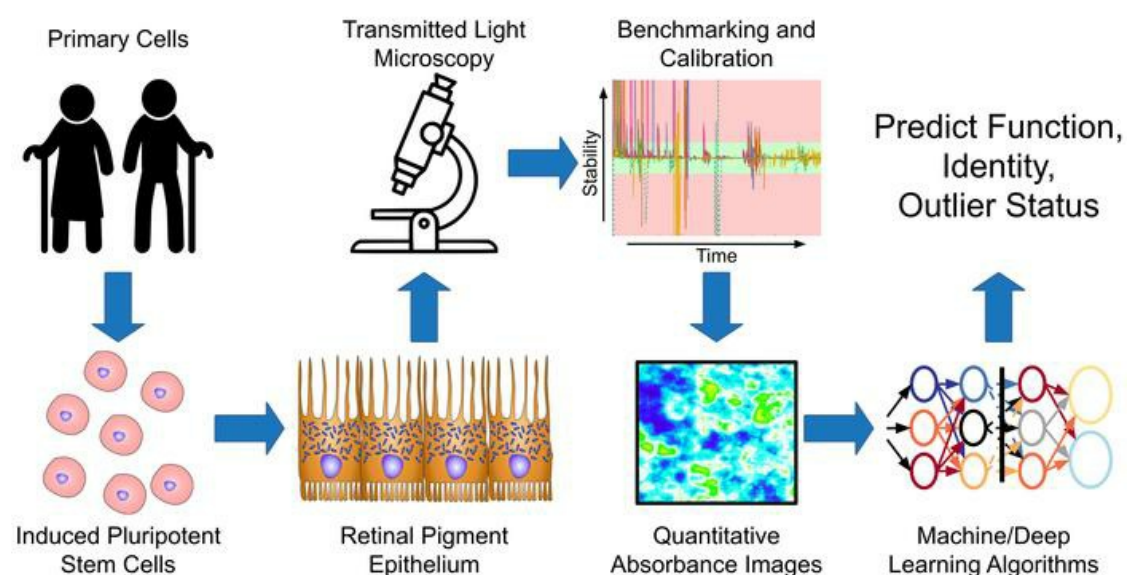 Primary Cells
Transmitted Light
Microscopy
Benchmarking and
Calibration
Stability
Time
Predict Function,
Identity,
Outlier Status
Induced Pluripotent
Stem Cells
Retinal Pigment
Epithelium
Quantitative
Absorbance Images
Machine/Deep
Learning Algorithms